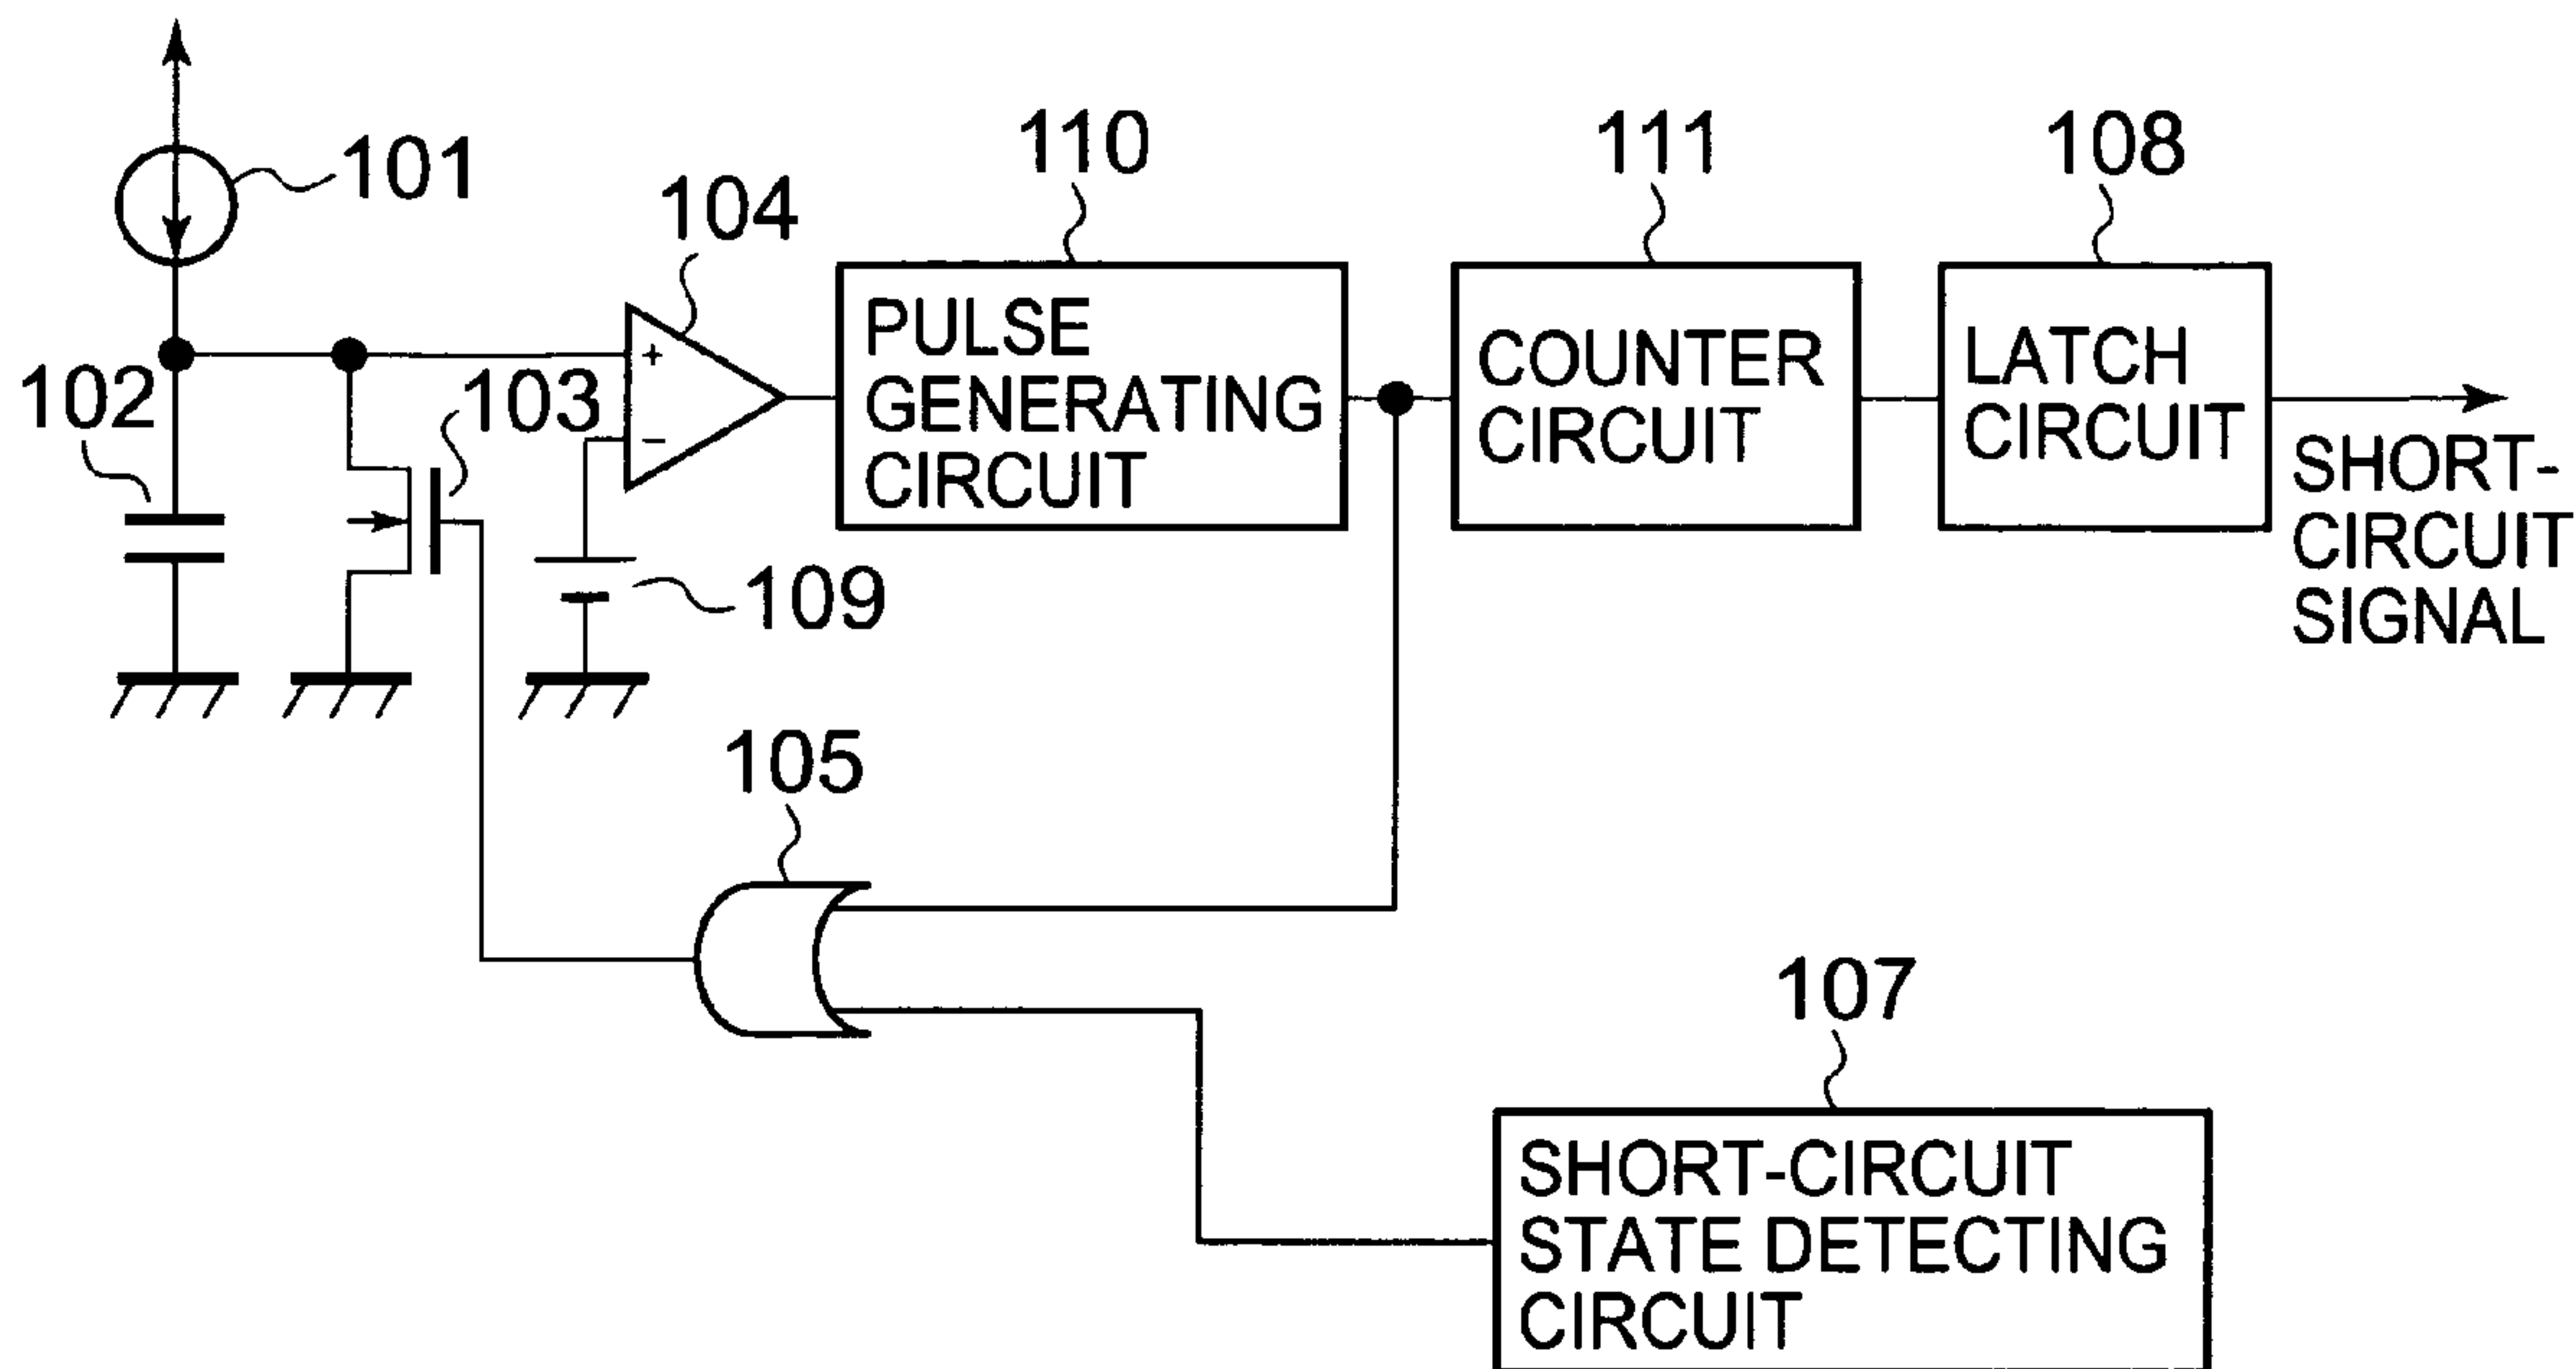 101
110
111
108
104
102
103
+
−
109
PULSE
GENERATING
CIRCUIT
COUNTER
CIRCUIT
LATCH
CIRCUIT
SHORT-
CIRCUIT
SIGNAL
105
107
SHORT-CIRCUIT
STATE DETECTING
CIRCUIT